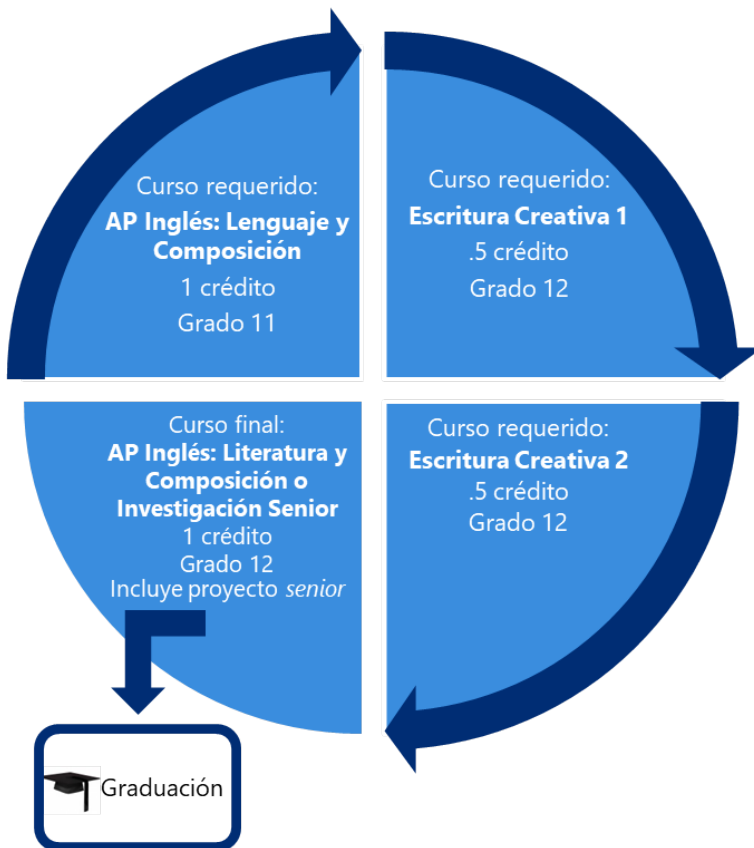 Curso requerido:
AP Inglés: Lenguaje y
Composición
1 crédito
Grado 11
Curso requerido:
Escritura Creativa 1
.5 crédito
Grado 12
Curso requerido:
Escritura Creativa 2
.5 crédito
Grado 12
Curso final:
AP Inglés: Literatura y
Composición o
Investigación Senior
1 crédito
Grado 12
Incluye proyecto senior
Graduación